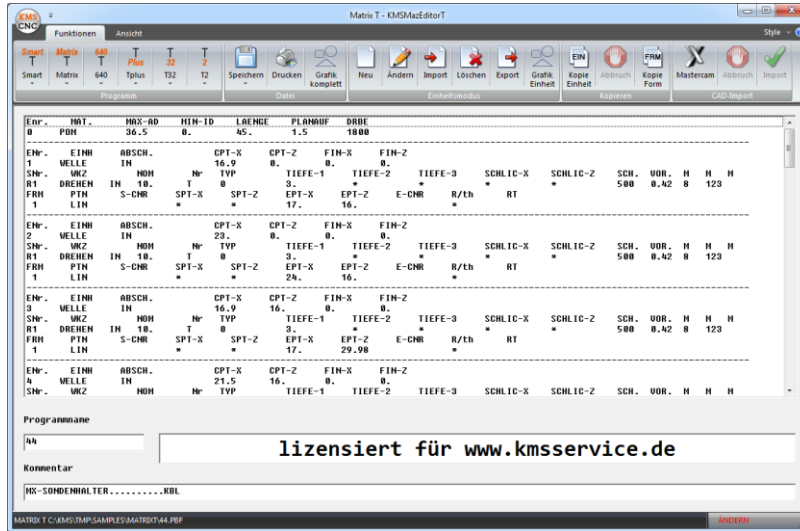 KMS
CNC
Matrix T - KMSMazEditorT
Funktionen Ansicht Style
Smart Matrix 640 Plus 32 2
T T T T T T
Smart Matrix 640 Tplus T32 T2 Speichern Drucken Grafik komplett Neu Ändern Import Löschen Export Grafik Einheit Kopie Einheit Abbruch Kopie Form Mastercam Abbruch Import
EIN FRM
Programm Datei Einheitsmodus Kopieren CAD-Import
Enr. MAT. MAX-AD MIN-ID LAENGE PLANAUF DRBE
0 POM 36.5 0. 45. 1.5 1800
ENr. EINH ABSCH. CPT-X CPT-Z FIN-X FIN-Z
1 WELLE IN 16.9 0. 0. 0.
SNr. WKZ NOM Nr TYP TIEFE-1 TIEFE-2 TIEFE-3 SCHLIC-X SCHLIC-Z SCH. VOR. M M M
R1 DREHEN IN 10. T 0 3. * * * * 500 0.42 8 123
FRM PTN S-CNR SPT-X SPT-Z EPT-X EPT-Z E-CNR R/th RT
1 LIN * * 17. 16. *
ENr. EINH ABSCH. CPT-X CPT-Z FIN-X FIN-Z
2 WELLE IN 23. 0. 0. 0.
SNr. WKZ NOM Nr TYP TIEFE-1 TIEFE-2 TIEFE-3 SCHLIC-X SCHLIC-Z SCH. VOR. M M M
R1 DREHEN IN 10. T 0 3. * * * * 500 0.42 8 123
FRM PTN S-CNR SPT-X SPT-Z EPT-X EPT-Z E-CNR R/th RT
1 LIN * * 24. 16. *
ENr. EINH ABSCH. CPT-X CPT-Z FIN-X FIN-Z
3 WELLE IN 16.9 16. 0. 0.
SNr. WKZ NOM Nr TYP TIEFE-1 TIEFE-2 TIEFE-3 SCHLIC-X SCHLIC-Z SCH. VOR. M M M
R1 DREHEN IN 10. T 0 3. * * * * 500 0.42 8 123
FRM PTN S-CNR SPT-X SPT-Z EPT-X EPT-Z E-CNR R/th RT
1 LIN * * 17. 29.98 *
ENr. EINH ABSCH. CPT-X CPT-Z FIN-X FIN-Z
4 WELLE IN 21.5 16. 0. 0.
SNr. WKZ NOM Nr TYP TIEFE-1 TIEFE-2 TIEFE-3 SCHLIC-X SCHLIC-Z SCH. VOR. M M M
Programmname
44
lizensiert für www.kmsservice.de
Kommentar
MX-SONDENHALTER..........KBL
MATRIX T C:\KMS\TMP\SAMPLES\MATRIXT\44.PBF ÄNDERN